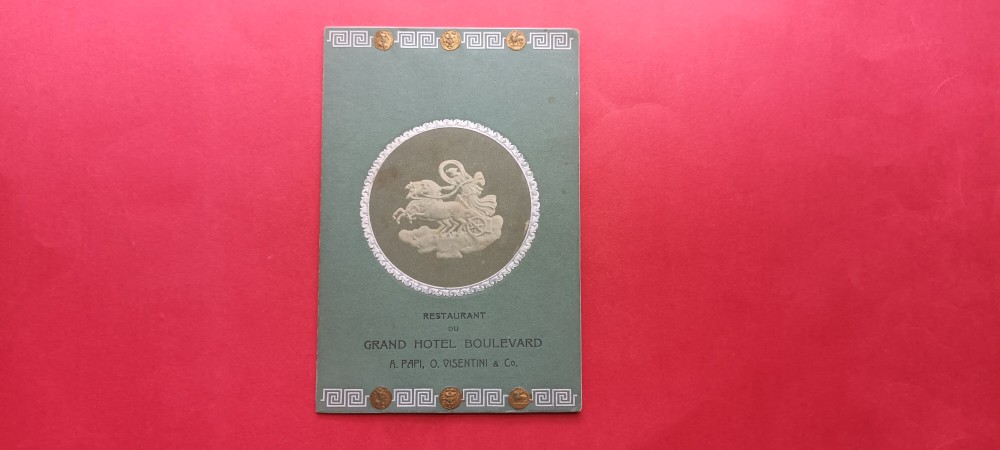 RESTAURANT
DU
GRAND HOTEL BOULEVARD
A. PAPI, O. VISENTINI & Co.